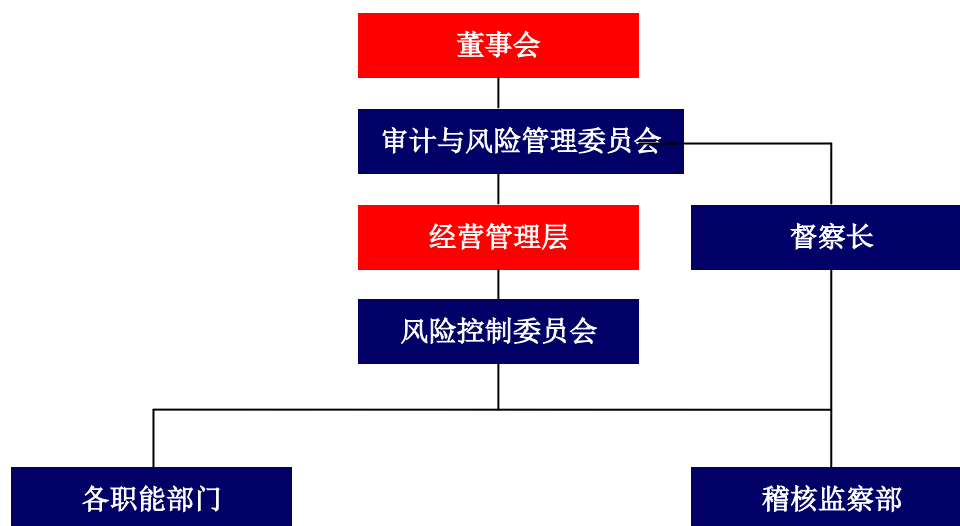 董事会
审计与风险管理委员会
经营管理层
督察长
风险控制委员会
各职能部门
稽核监察部